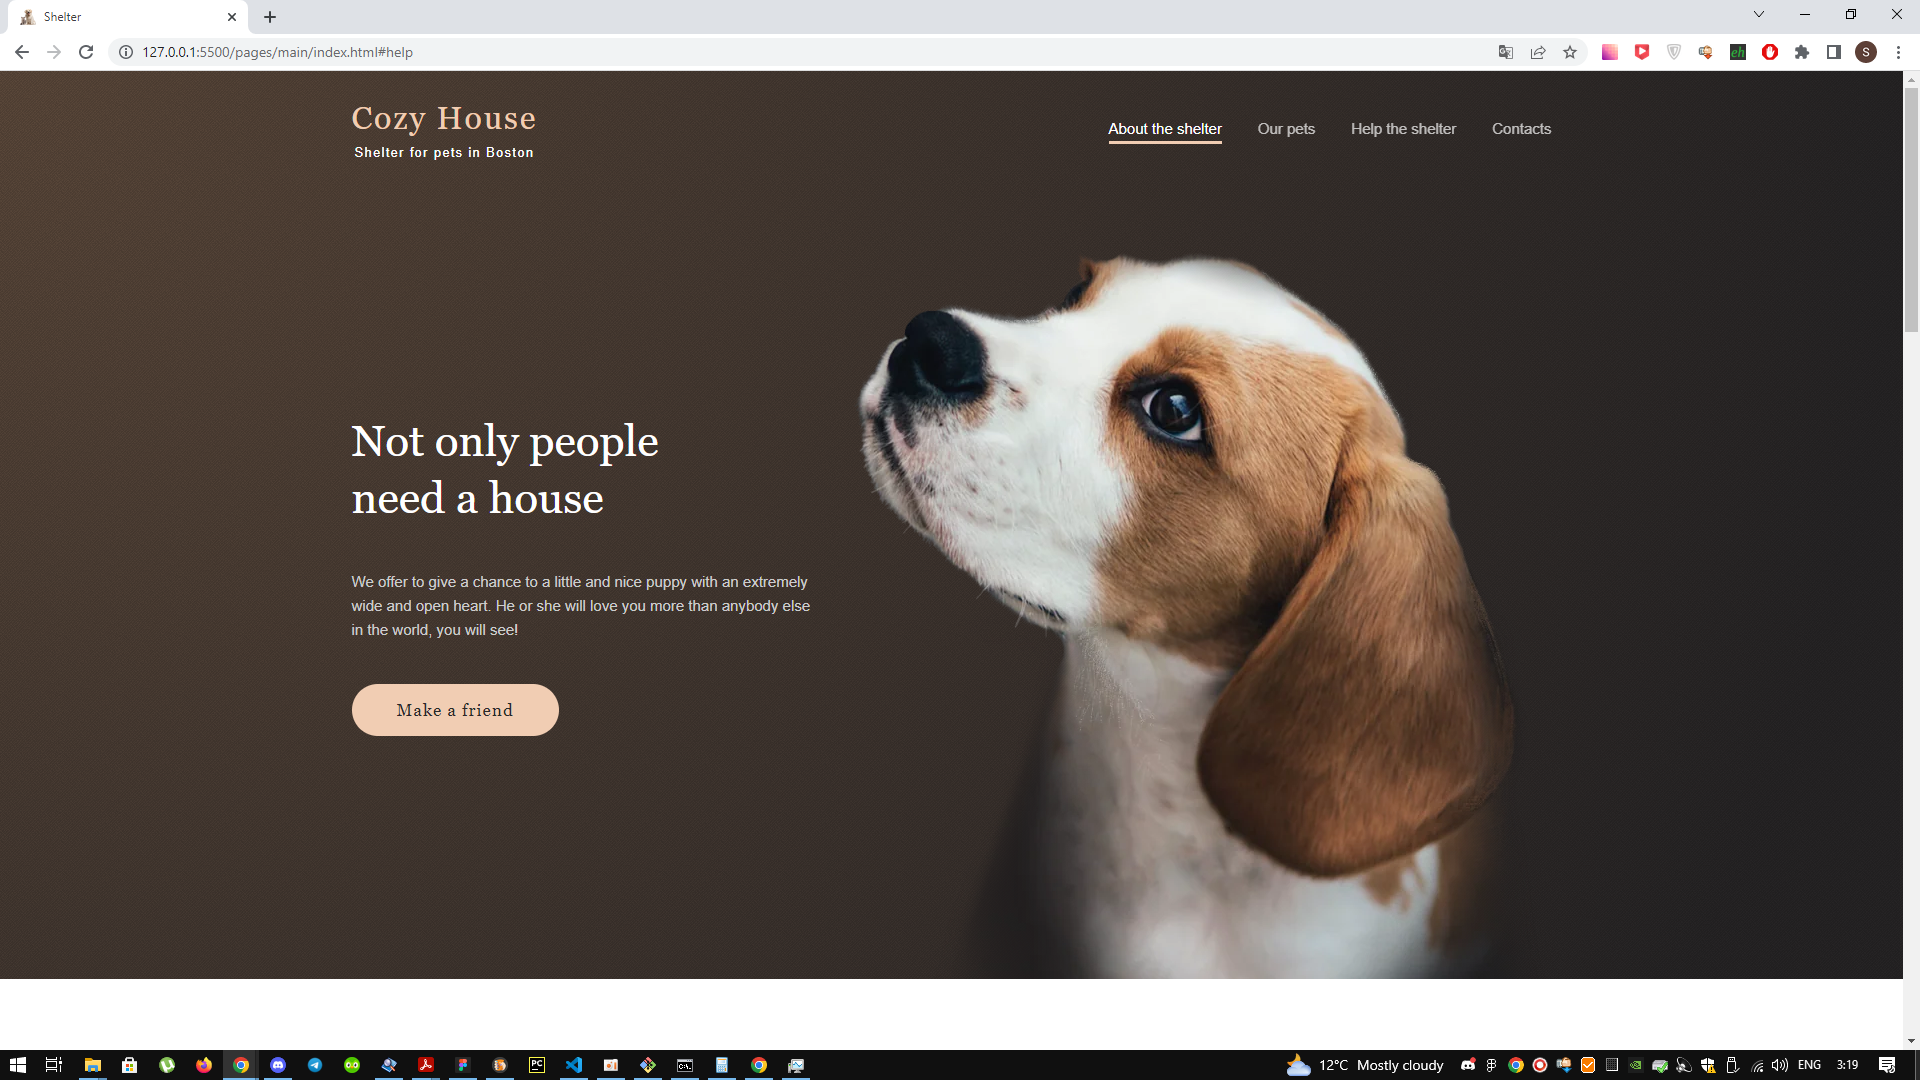 Shelter
127.0.0.1:5500/pages/main/index.html#help
S
Cozy House
Shelter for pets in Boston
About the shelter
Our pets
Help the shelter
Contacts
Not only people
need a house
We offer to give a chance to a little and nice puppy with an extremely
wide and open heart. He or she will love you more than anybody else
in the world, you will see!
Make a friend
12°C Mostly cloudy
ENG
3:19